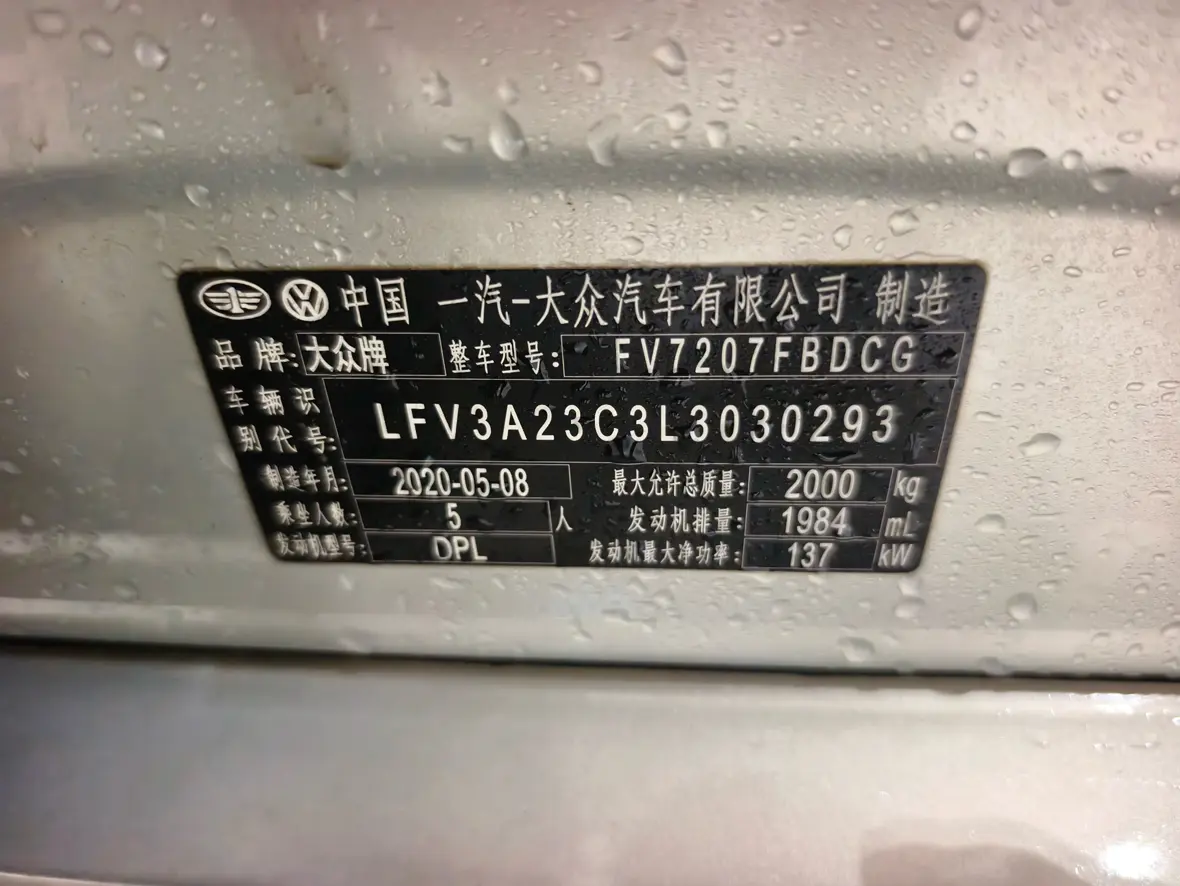 中国 一汽-大众汽车有限公司 制造
品牌: 大众牌 整车型号: FV7207FBDCG
车辆识别代号: LFV3A23C3L3030293
制造年月: 2020-05-08 最大允许总质量: 2000 kg
乘坐人数: 5 人 发动机排量: 1984 mL
发动机型号: DPL 发动机最大净功率: 137 kW